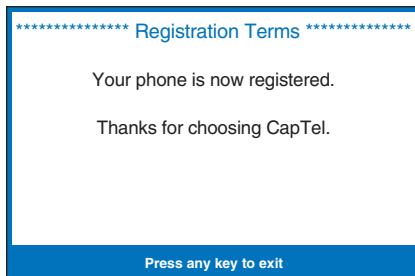 *************** Registration Terms **************
Your phone is now registered.
Thanks for choosing CapTel.
Press any key to exit